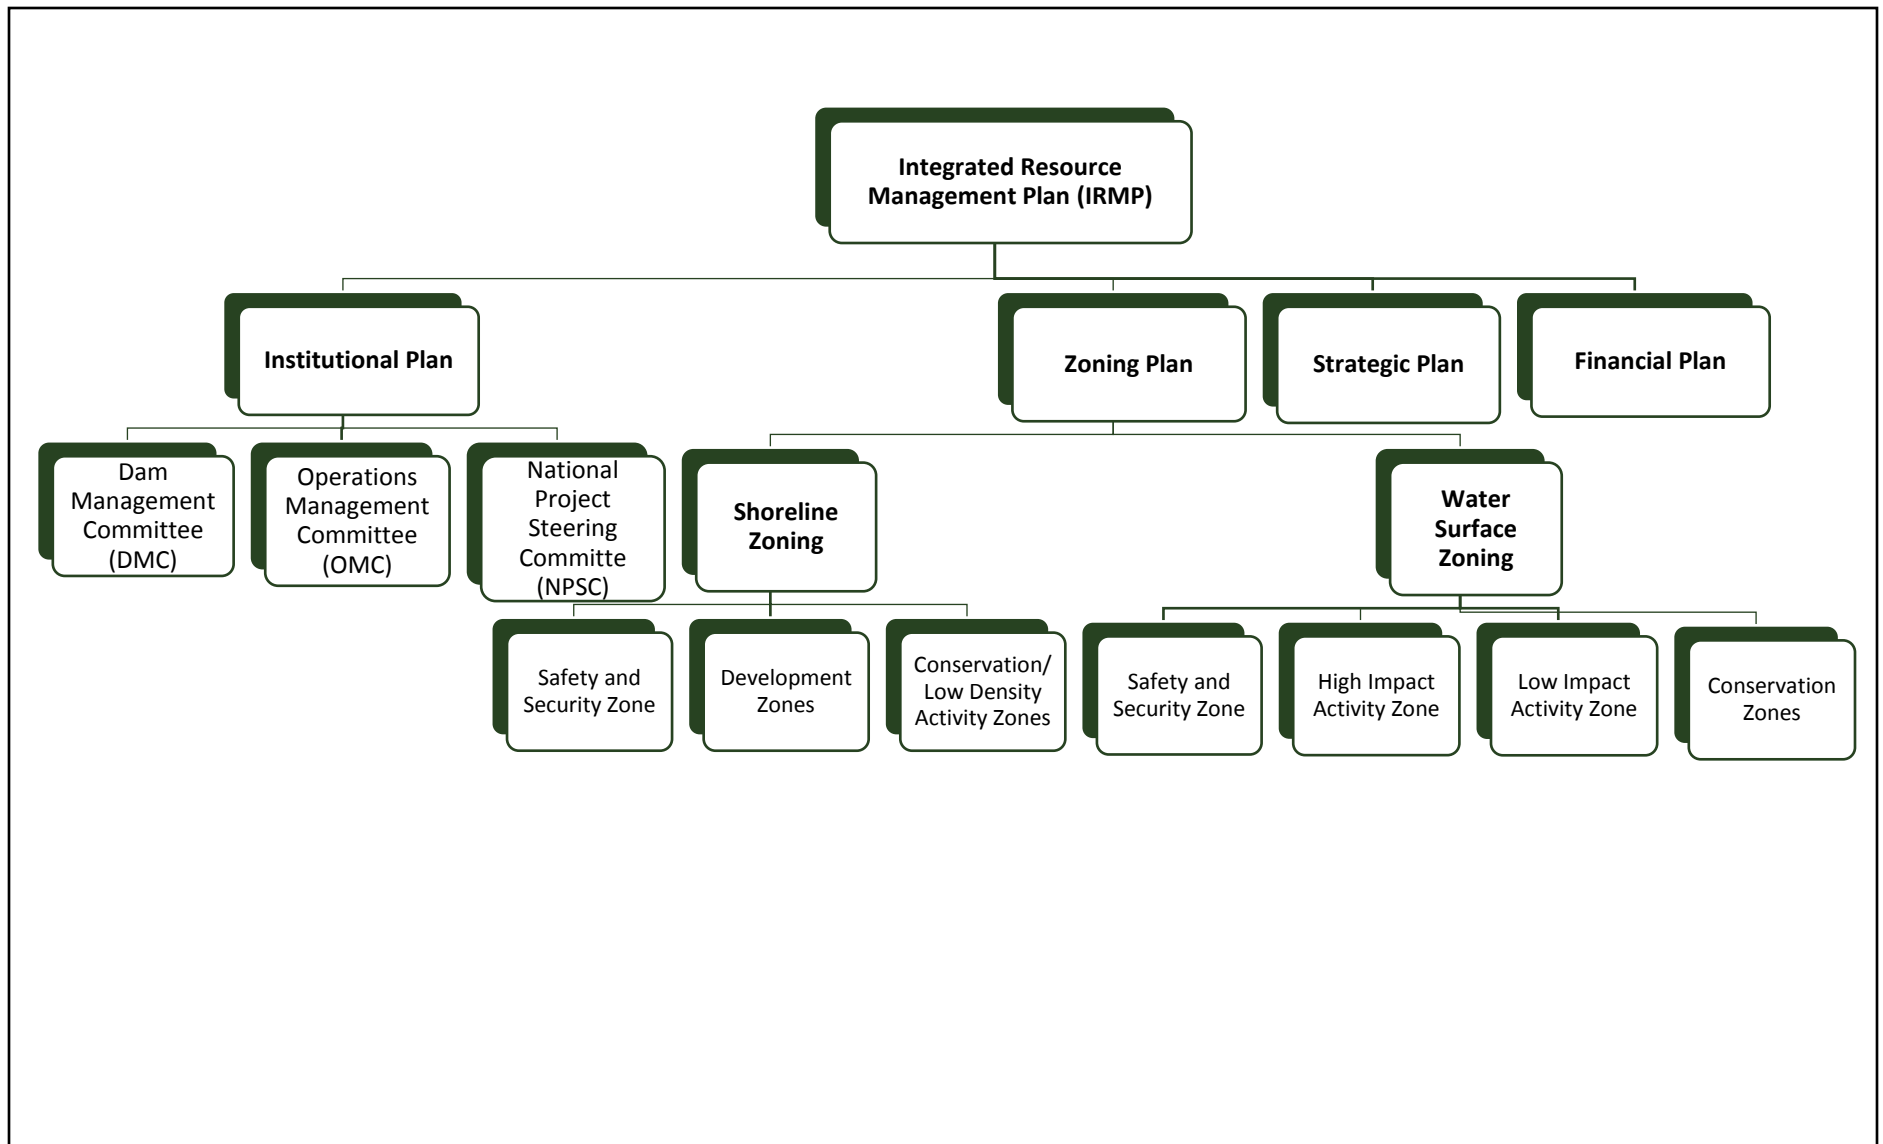 Integrated Resource
Management Plan (IRMP)
Institutional Plan
Zoning Plan
Strategic Plan
Financial Plan
Dam
Management
Committee
(DMC)
Operations
Management
Committee
(OMC)
National
Project
Steering
Committe
(NPSC)
Shoreline
Zoning
Water
Surface
Zoning
Safety and
Security Zone
Development
Zones
Conservation/
Low Density
Activity Zones
Safety and
Security Zone
High Impact
Activity Zone
Low Impact
Activity Zone
Conservation
Zones